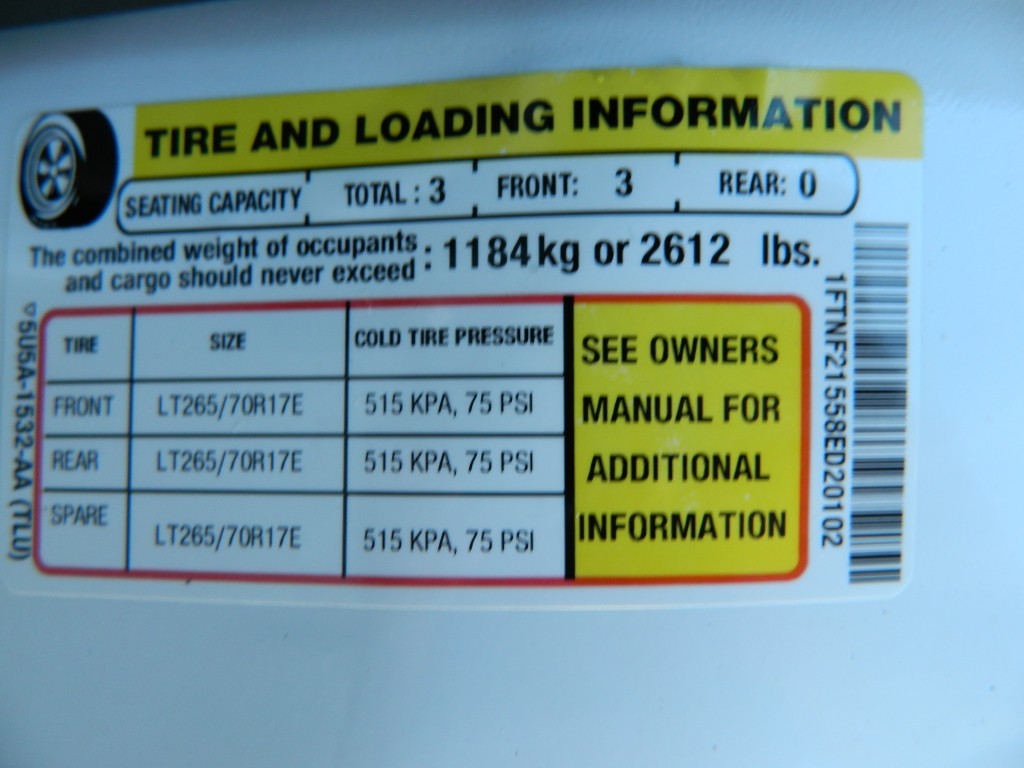 TIRE AND LOADING INFORMATION
SEATING CAPACITY TOTAL : 3 FRONT: 3 REAR: 0
The combined weight of occupants
and cargo should never exceed : 1184kg or 2612 lbs.
TIRE SIZE COLD TIRE PRESSURE
FRONT LT265/70R17E 515 KPA, 75 PSI
REAR LT265/70R17E 515 KPA, 75 PSI
SPARE LT265/70R17E 515 KPA, 75 PSI
SEE OWNERS
MANUAL FOR
ADDITIONAL
INFORMATION
1FTNF21558ED20102
▽5U5A-1532-AA (TLU)